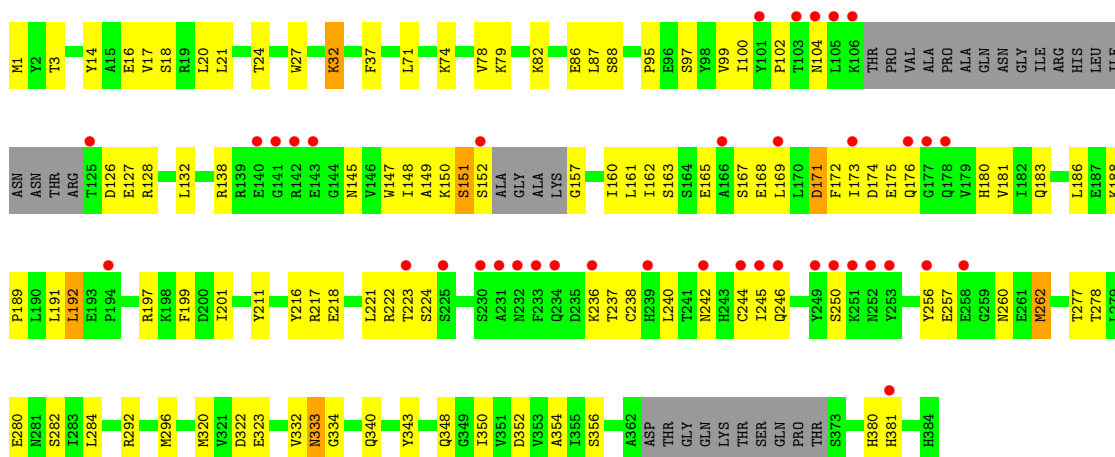 M1 Y2 T3 Y14 A15 E16 V17 S18 R19 L20 L21 T24 W27 K32 F37 L71 K74 V78 K79 K82 E86 L87 S88 P95 E96 S97 Y98 V99 I100 Y101 P102 T103 N104 L105 K106 THR PRO VAL ALA PRO ALA GLN ASN GLY ILE ARG HIS LEU ILE
ASN ASN THR ARG T125 D126 E127 R128 L132 R138 R139 E140 G141 R142 E143 G144 N145 V146 W147 I148 A149 K150 S151 S152 ALA GLY ALA LYS G157 I160 L161 I162 S163 S164 E165 A166 S167 E168 L169 L170 D171 F172 I173 D174 E175 Q176 G177 Q178 V179 H180 V181 I182 Q183 L186 E187 K188
P189 L190 L191 L192 E193 P194 R197 K198 F199 D200 I201 Y211 Y216 R217 E218 L221 R222 T223 S224 S225 S230 A231 N232 F233 Q234 D235 K236 T237 C238 H239 L240 T241 N242 H243 C244 I245 Q246 Y249 S250 K251 N252 Y253 Y256 E257 E258 G259 N260 E261 M262 T277 T278 L279
E280 N281 S282 I283 L284 R292 M296 M320 V321 D322 E323 V332 N333 G334 Q340 Y343 Q348 G349 I350 V351 D352 V353 A354 I355 S356 A362 ASP THR GLY GLN LYS THR SER GLN PRO THR S373 H380 H381 H384